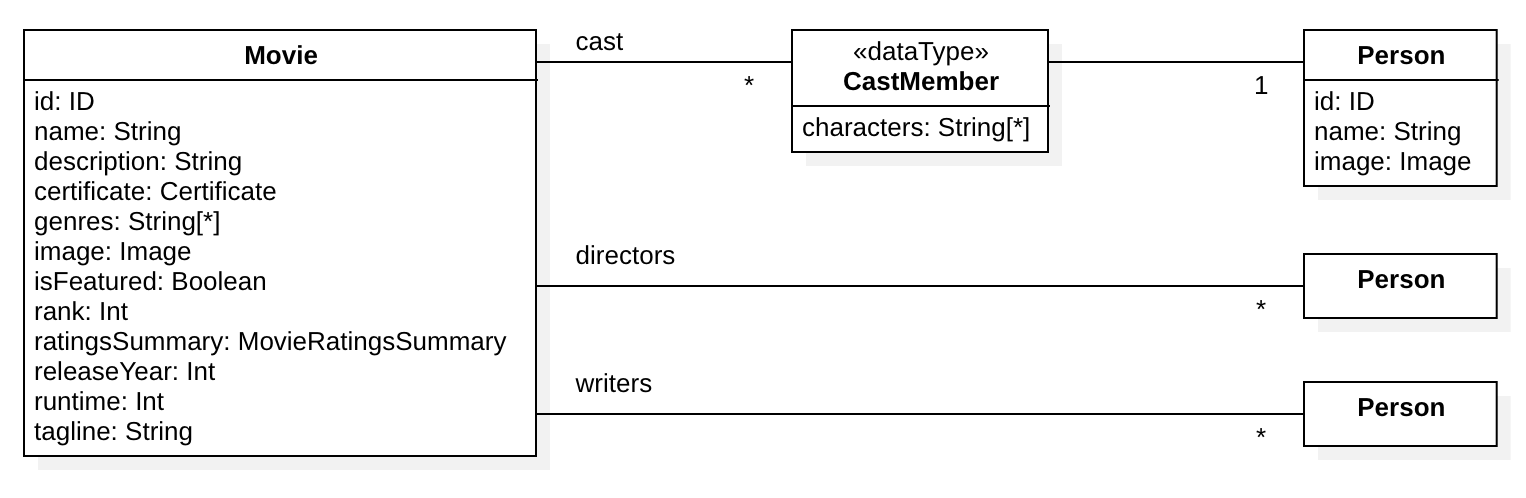 Movie
id: ID
name: String
description: String
certificate: Certificate
genres: String[*]
image: Image
isFeatured: Boolean
rank: Int
ratingsSummary: MovieRatingsSummary
releaseYear: Int
runtime: Int
tagline: String
cast
*
«dataType»
CastMember
characters: String[*]
1
Person
id: ID
name: String
image: Image
directors
*
Person
writers
*
Person